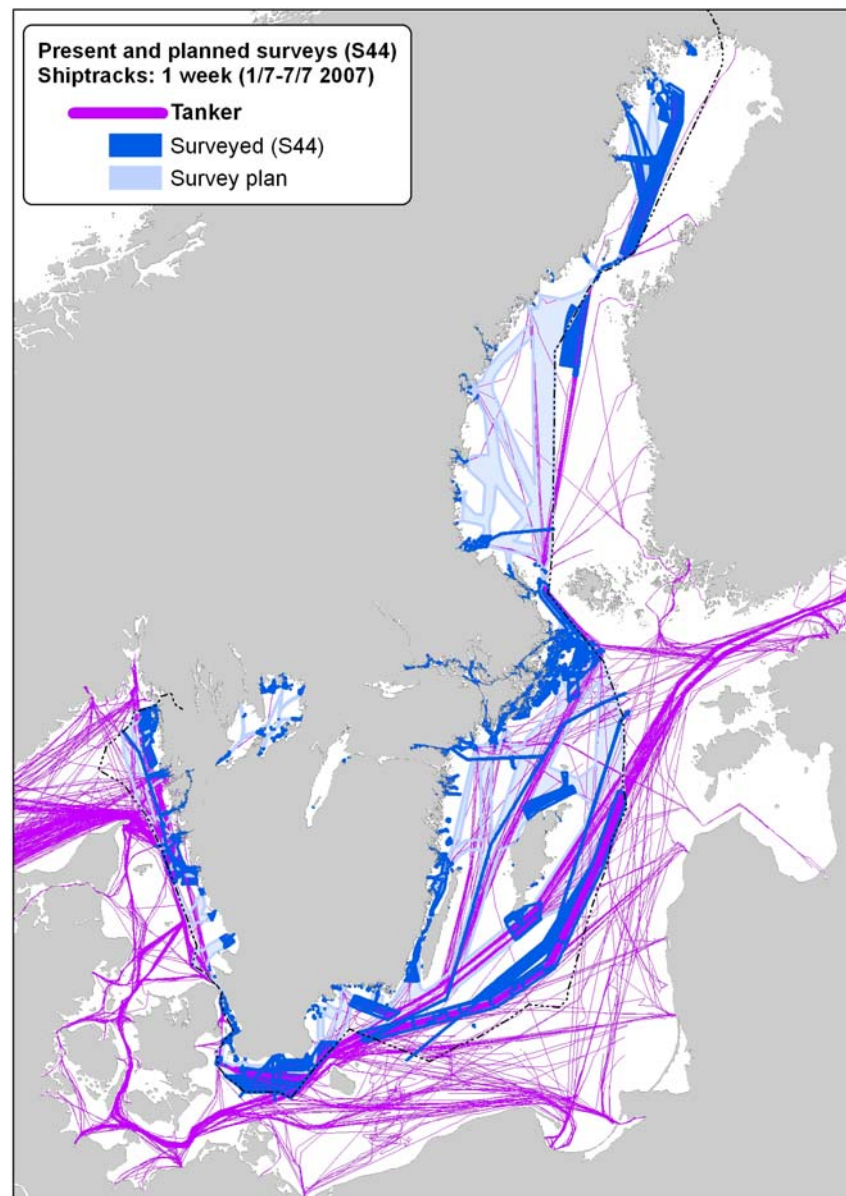 Present and planned surveys (S44)
Shiptracks: 1 week (1/7-7/7 2007)
Tanker
Surveyed (S44)
Survey plan